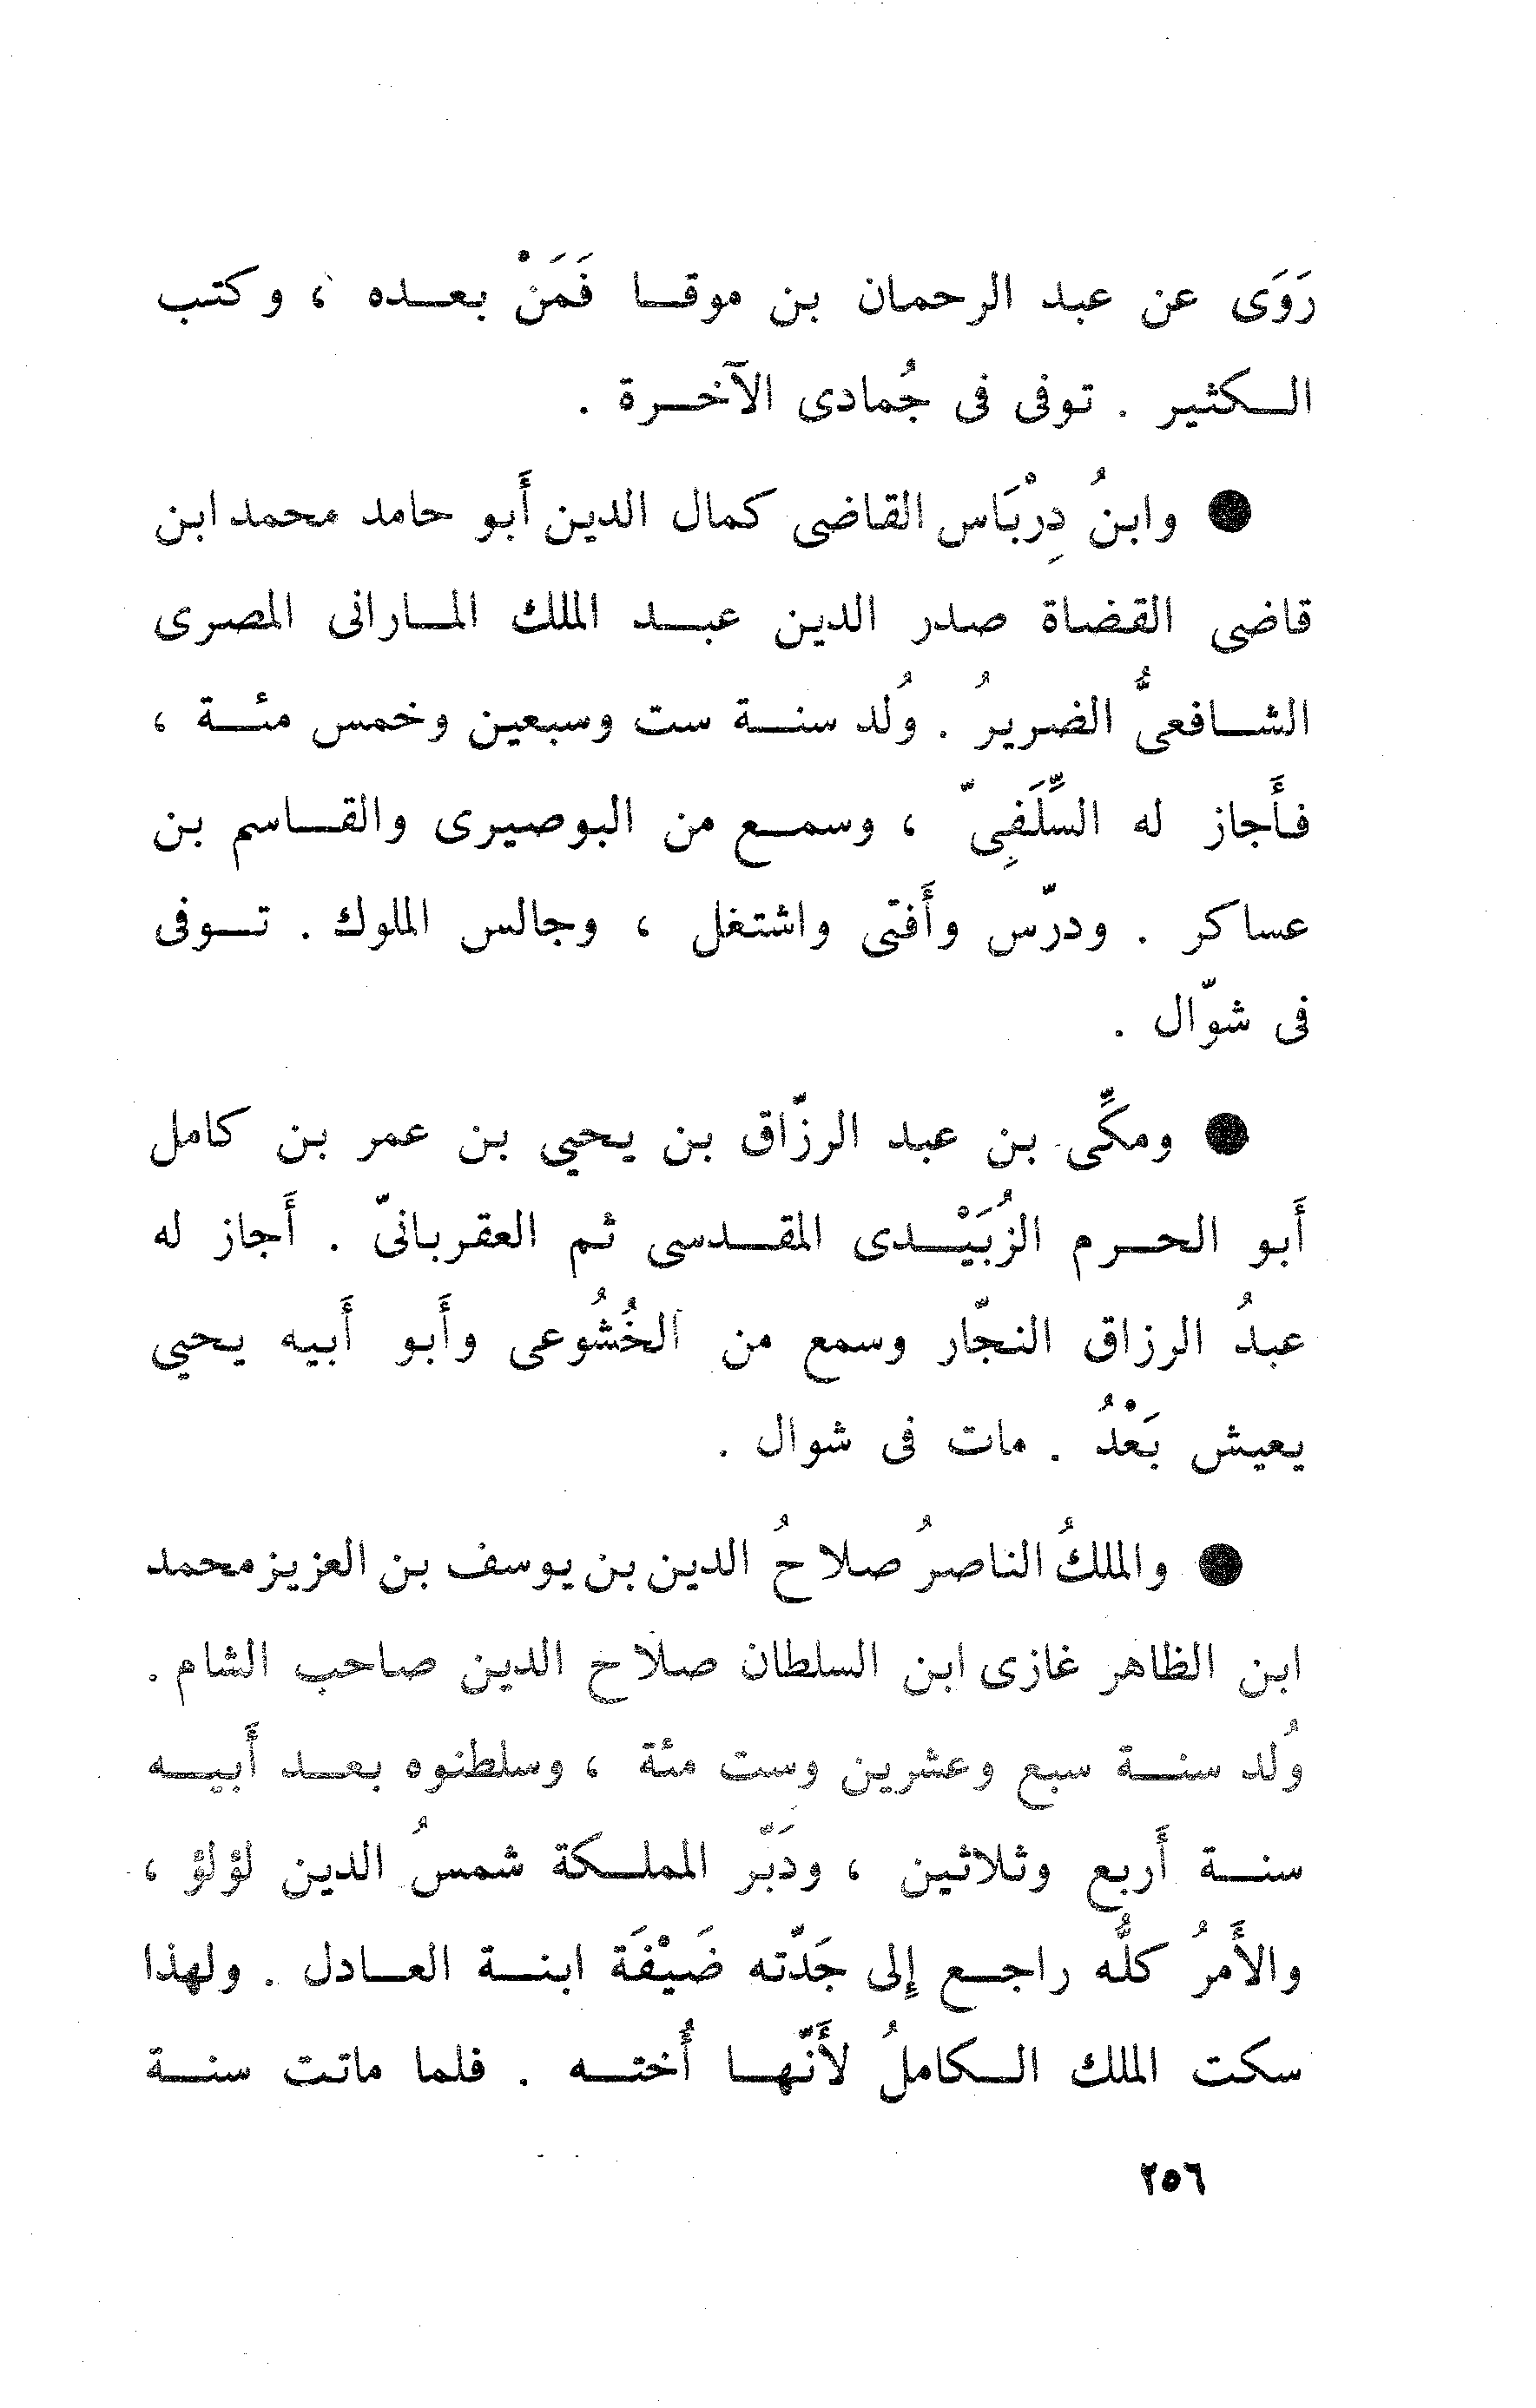 رَوَى عن عبد الرحمان بن موقا فَمَنْ بعده ، وكتب
الكثير . توفى فى جُمادى الآخرة .
● وابنُ دِرْبَاس القاضى كمال الدين أَبو حامد محمد ابن
قاضى القضاة صدر الدين عبد الملك المارانى المصرى
الشافعىُّ الضريرُ . وُلد سنة ست وسبعين وخمس مئة ،
فأَجاز له السِّلَفِىّ ، وسمع من البوصيرى والقاسم بن
عساكر . ودرّس وأَفتى واشتغل ، وجالس الملوك . توفى
فى شوّال .
● ومكِّى بن عبد الرزّاق بن يحيى بن عمر بن كامل
أَبو الحرم الزُبَيْدى المقدسى ثم العقربانىّ . أَجاز له
عبدُ الرزاق النجّار وسمع من الخُشُوعى وأَبو أَبيه يحيى
يعيش بَعْدُ . مات فى شوال .
● والملكُ الناصرُ صلاحُ الدين بن يوسف بن العزيز محمد
ابن الظاهر غازى ابن السلطان صلاح الدين صاحب الشام .
وُلد سنة سبع وعشرين وست مئة ، وسلطنوه بعد أَبيه
سنة أَربع وثلاثين ، ودَبّر المملكة شمسُ الدين لؤلؤ ،
والأَمرُ كلُّه راجع إلى جَدّته ضَيْفَة ابنة العادل . ولهذا
سكت الملك الكاملُ لأَنّها أُخته . فلما ماتت سنة
٢٥٦